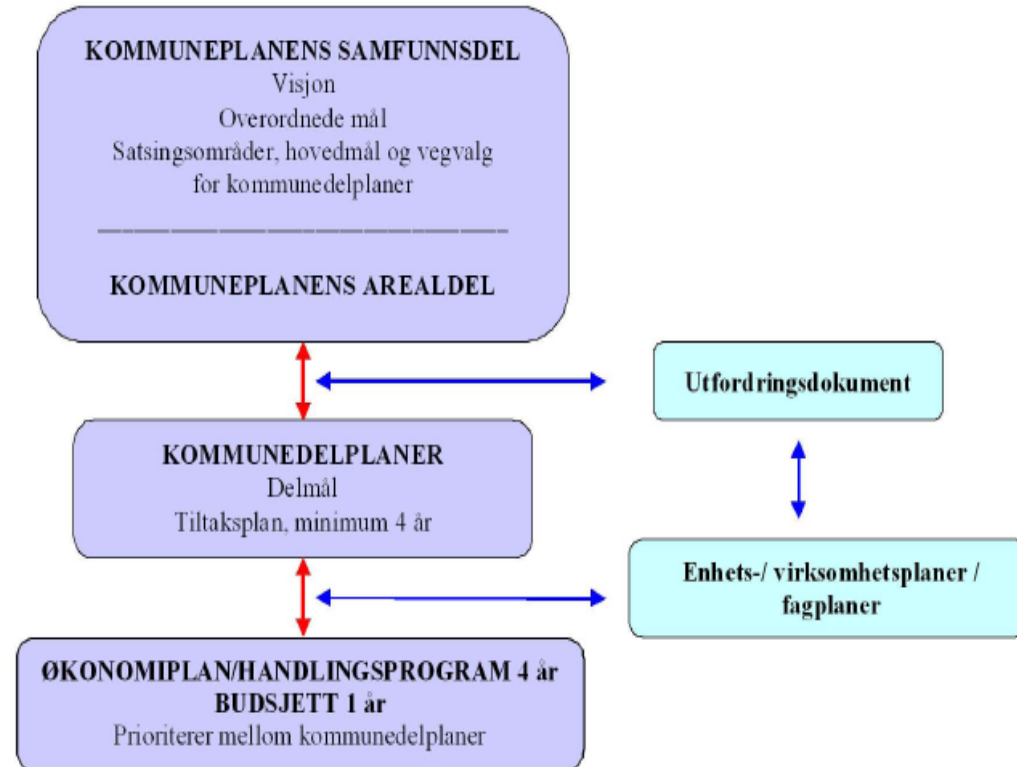 KOMMUNEPLANENS SAMFUNNSDEL
Visjon
Overordnede mål
Satsingsområder, hovedmål og vegvalg
for kommunedelplaner
KOMMUNEPLANENS AREALDEL
Utfordringsdokument
KOMMUNEDELPLANER
Delmål
Tiltaksplan, minimum 4 år
Enhets-/ virksomhetsplaner /
fagplaner
ØKONOMIPLAN/HANDLINGSPROGRAM 4 år
BUDSJETT 1 år
Prioriterer mellom kommunedelplaner